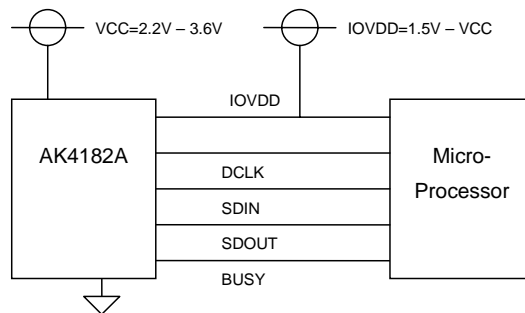 VCC=2.2V – 3.6V
IOVDD=1.5V – VCC
IOVDD
AK4182A
Micro-
Processor
DCLK
SDIN
SDOUT
BUSY